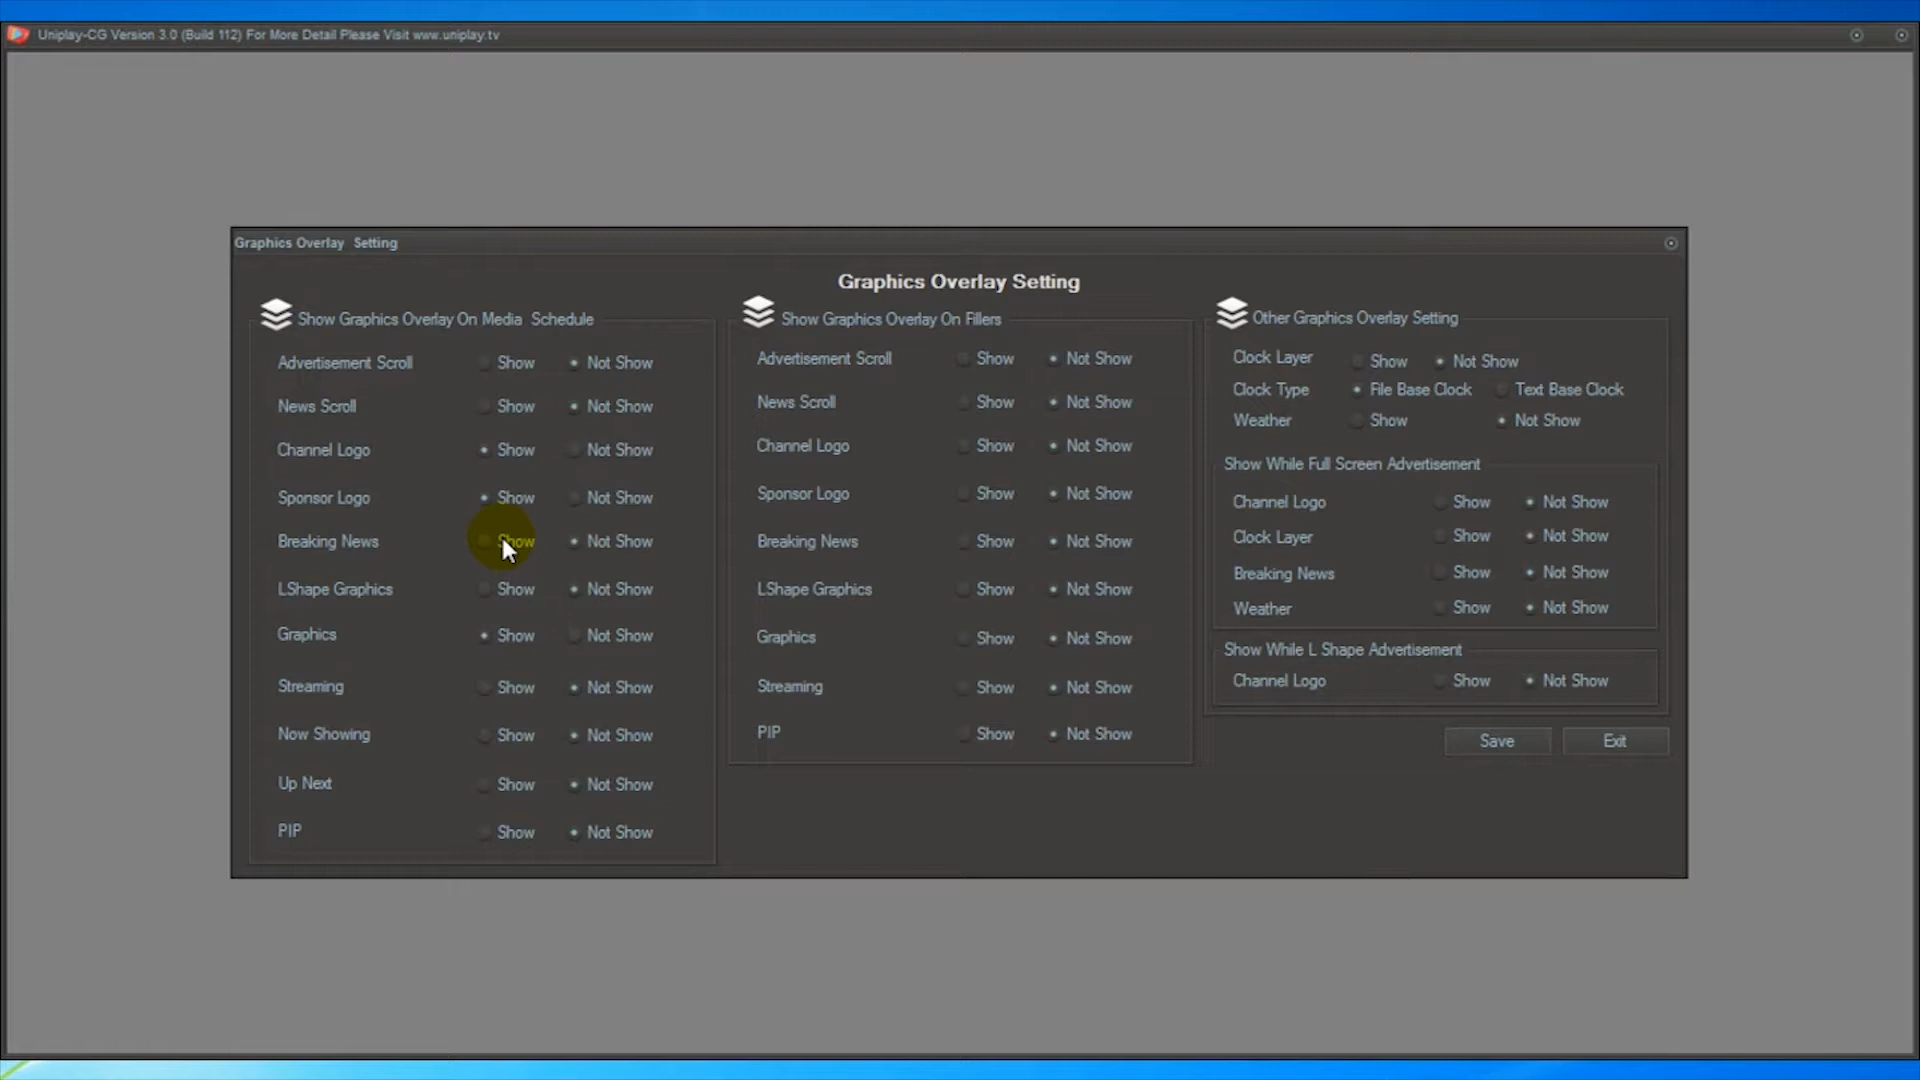 Uniplay-CG Version 3.0 (Build 112) For More Detail Please Visit www.uniplay.tv
Graphics Overlay Setting
Graphics Overlay Setting
Show Graphics Overlay On Media Schedule
Advertisement Scroll Show Not Show
News Scroll Show Not Show
Channel Logo Show Not Show
Sponsor Logo Show Not Show
Breaking News Show Not Show
LShape Graphics Show Not Show
Graphics Show Not Show
Streaming Show Not Show
Now Showing Show Not Show
Up Next Show Not Show
PIP Show Not Show
Show Graphics Overlay On Fillers
Advertisement Scroll Show Not Show
News Scroll Show Not Show
Channel Logo Show Not Show
Sponsor Logo Show Not Show
Breaking News Show Not Show
LShape Graphics Show Not Show
Graphics Show Not Show
Streaming Show Not Show
PIP Show Not Show
Other Graphics Overlay Setting
Clock Layer Show Not Show
Clock Type File Base Clock Text Base Clock
Weather Show Not Show
Show While Full Screen Advertisement
Channel Logo Show Not Show
Clock Layer Show Not Show
Breaking News Show Not Show
Weather Show Not Show
Show While L Shape Advertisement
Channel Logo Show Not Show
Save Exit